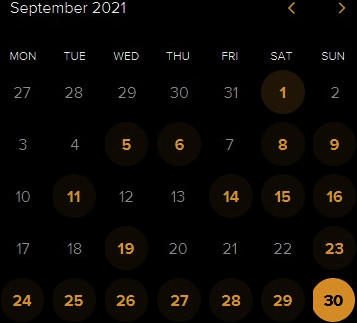 September 2021
MON TUE WED THU FRI SAT SUN
27 28 29 30 31 1 2
3 4 5 6 7 8 9
10 11 12 13 14 15 16
17 18 19 20 21 22 23
24 25 26 27 28 29 30